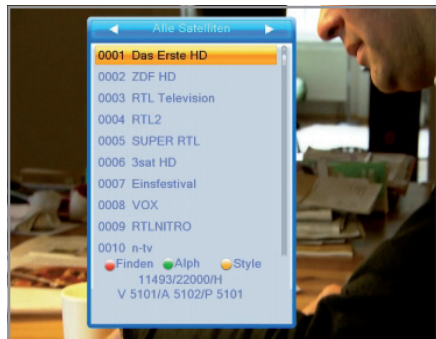 Alle Satelliten
0001 Das Erste HD
0002 ZDF HD
0003 RTL Television
0004 RTL2
0005 SUPER RTL
0006 3sat HD
0007 Einsfestival
0008 VOX
0009 RTLNITRO
0010 n-tv
Finden Alph Style
11493/22000/H
V 5101/A 5102/P 5101